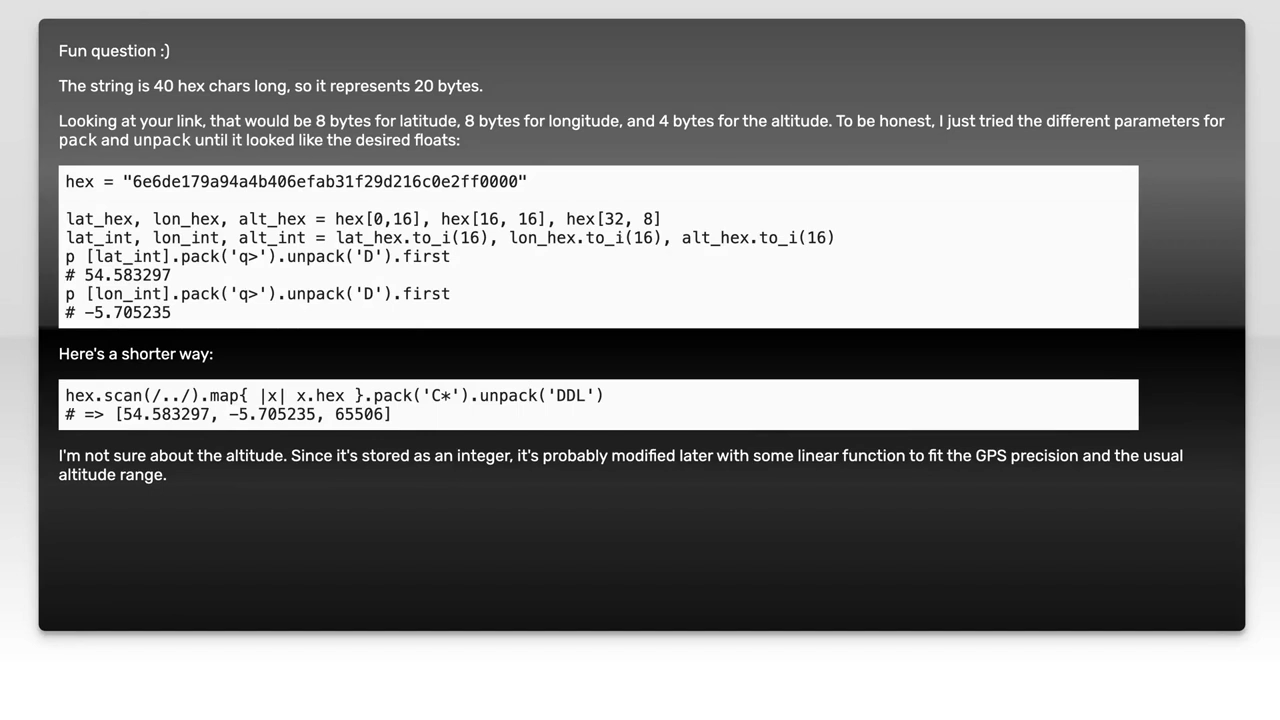 Fun question :)
The string is 40 hex chars long, so it represents 20 bytes.
Looking at your link, that would be 8 bytes for latitude, 8 bytes for longitude, and 4 bytes for the altitude. To be honest, I just tried the different parameters for
pack and unpack until it looked like the desired floats:
hex = "6e6de179a94a4b406efab31f29d216c0e2ff0000"
lat_hex, lon_hex, alt_hex = hex[0,16], hex[16, 16], hex[32, 8]
lat_int, lon_int, alt_int = lat_hex.to_i(16), lon_hex.to_i(16), alt_hex.to_i(16)
p [lat_int].pack('q>').unpack('D').first
# 54.583297
p [lon_int].pack('q>').unpack('D').first
# -5.705235
Here's a shorter way:
hex.scan(/../).map{ |x| x.hex }.pack('C*').unpack('DDL')
# => [54.583297, -5.705235, 65506]
I'm not sure about the altitude. Since it's stored as an integer, it's probably modified later with some linear function to fit the GPS precision and the usual
altitude range.